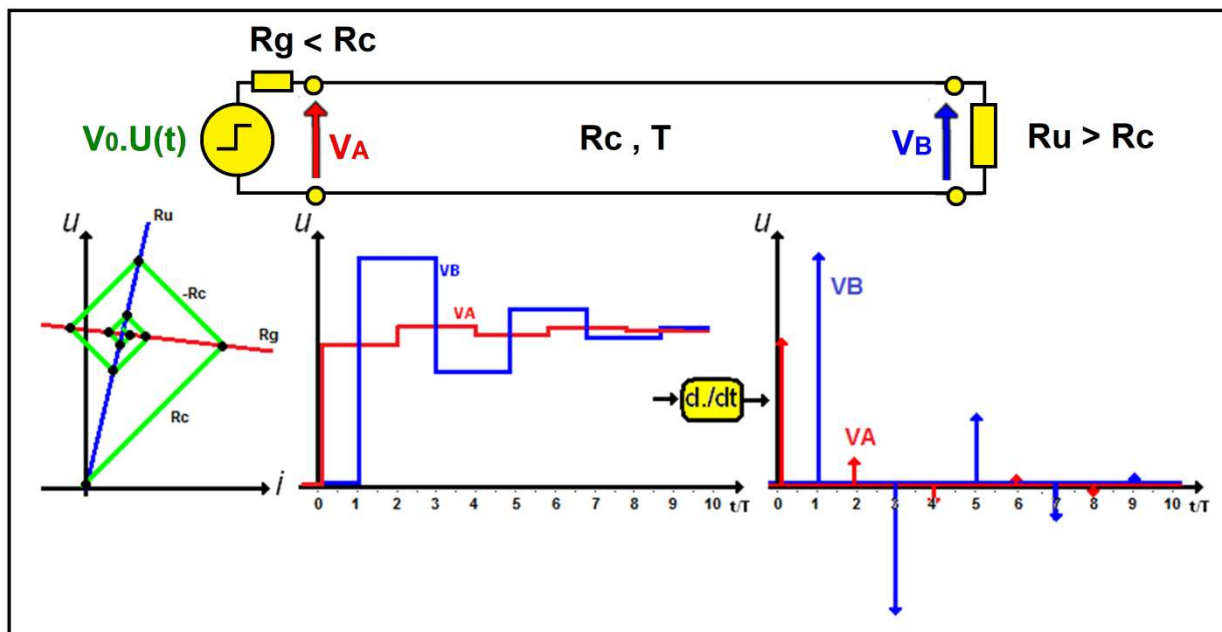 Rg < Rc
V0.U(t)
VA
Rc , T
VB
Ru > Rc
u
Ru
-Rc
Rg
Rc
i
u
VB
VA
0 1 2 3 4 5 6 7 8 9 10 t/T
d./dt
u
VB
VA
0 1 2 3 4 5 6 7 8 9 10 t/T